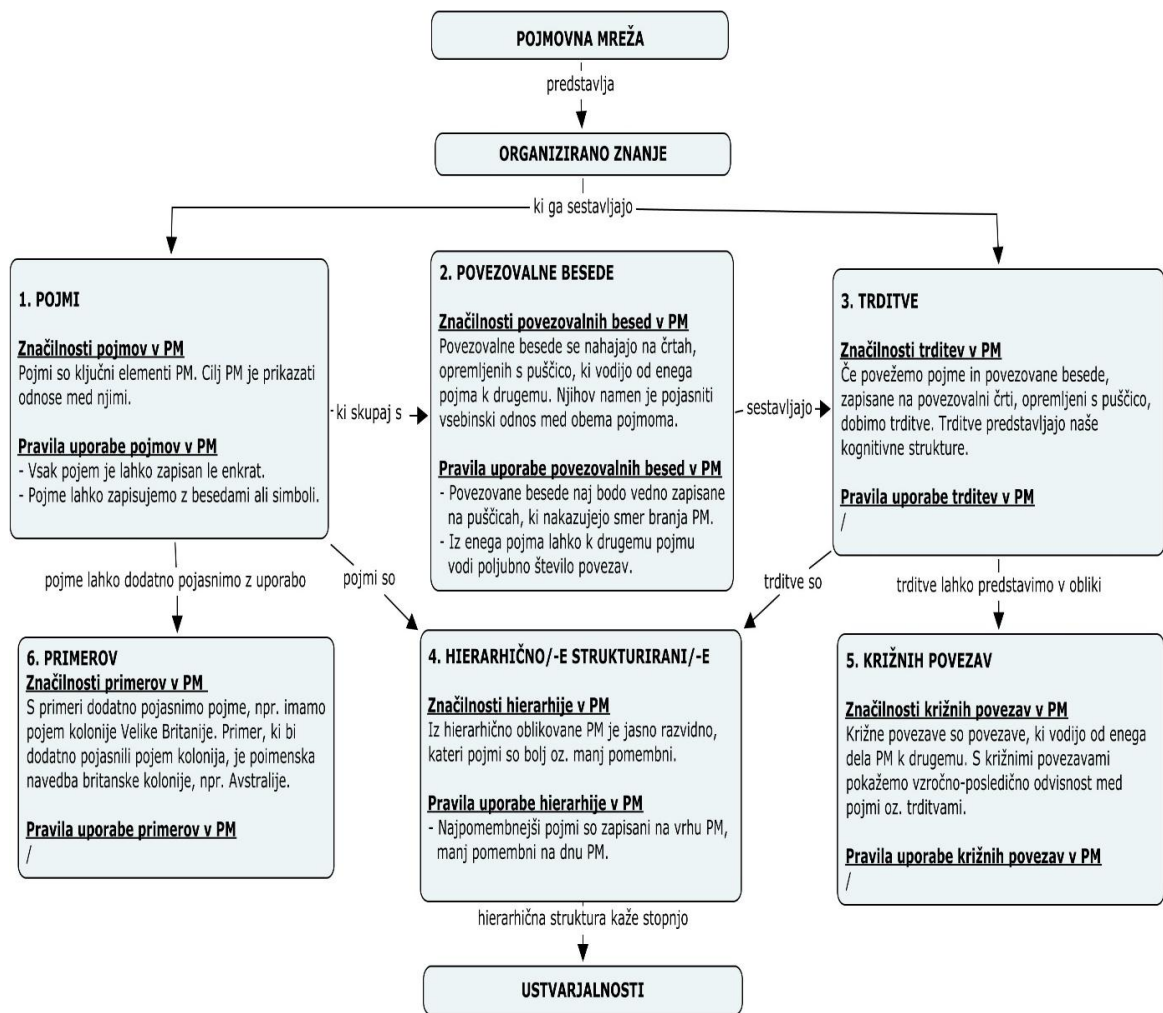 POJMOVNA MREŽA
predstavlja
ORGANIZIRANO ZNANJE
ki ga sestavljajo
1. POJMI
Značilnosti pojmov v PM
Pojmi so ključni elementi PM. Cilj PM je prikazati
odnose med njimi.
Pravila uporabe pojmov v PM
- Vsak pojem je lahko zapisan le enkrat.
- Pojme lahko zapisujemo z besedami ali simboli.
ki skupaj s
2. POVEZOVALNE BESEDE
Značilnosti povezovalnih besed v PM
Povezovalne besede se nahajajo na črtah,
opremljenih s puščico, ki vodijo od enega
pojma k drugemu. Njihov namen je pojasniti
vsebinski odnos med obema pojmoma.
Pravila uporabe povezovalnih besed v PM
- Povezovane besede naj bodo vedno zapisane
na puščicah, ki nakazujejo smer branja PM.
- Iz enega pojma lahko k drugemu pojmu
vodi poljubno število povezav.
sestavljajo
3. TRDITVE
Značilnosti trditev v PM
Če povežemo pojme in povezovane besede,
zapisane na povezovalni črti, opremljeni s puščico,
dobimo trditve. Trditve predstavljajo naše
kognitivne strukture.
Pravila uporabe trditev v PM
/
pojme lahko dodatno pojasnimo z uporabo
pojmi so
trditve so
trditve lahko predstavimo v obliki
6. PRIMEROV
Značilnosti primerov v PM
S primeri dodatno pojasnimo pojme, npr. imamo
pojem kolonije Velike Britanije. Primer, ki bi
dodatno pojasnili pojem kolonija, je poimenska
navedba britanske kolonije, npr. Avstralije.
Pravila uporabe primerov v PM
/
4. HIERARHIČNO/-E STRUKTURIRANI/-E
Značilnosti hierarhije v PM
Iz hierarhično oblikovane PM je jasno razvidno,
kateri pojmi so bolj oz. manj pomembni.
Pravila uporabe hierarhije v PM
- Najpomembnejši pojmi so zapisani na vrhu PM,
manj pomembni na dnu PM.
5. KRIŽNIH POVEZAV
Značilnosti križnih povezav v PM
Križne povezave so povezave, ki vodijo od enega
dela PM k drugemu. S križnimi povezavami
pokažemo vzročno-posledično odvisnost med
pojmi oz. trditvami.
Pravila uporabe križnih povezav v PM
/
hierarhična struktura kaže stopnjo
USTVARJALNOSTI